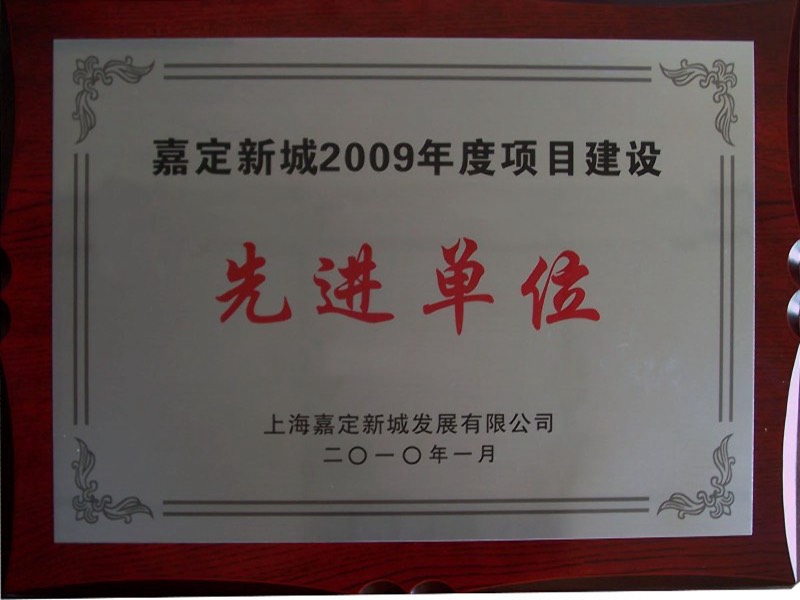 嘉定新城2009年度项目建设
先进单位
上海嘉定新城发展有限公司
二〇一〇年一月